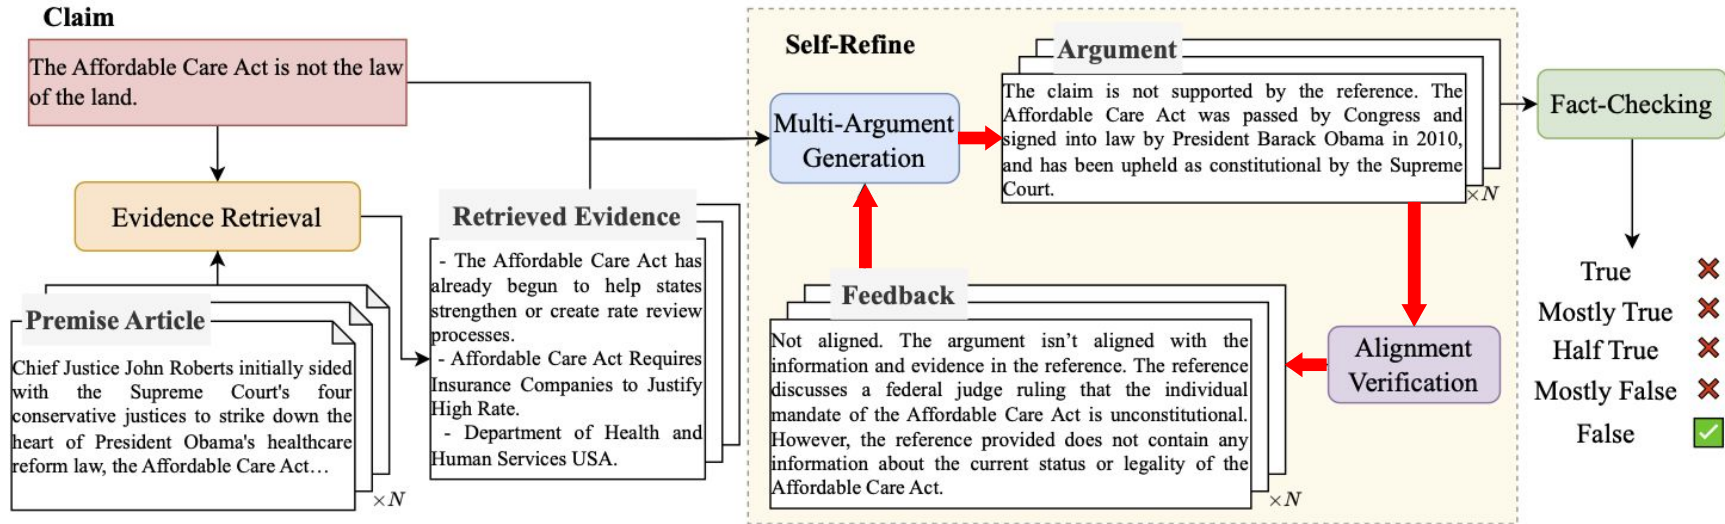 Claim
The Affordable Care Act is not the law
of the land.
Evidence Retrieval
Premise Article
Chief Justice John Roberts initially sided
with the Supreme Court's four
conservative justices to strike down the
heart of President Obama's healthcare
reform law, the Affordable Care Act…
×N
Retrieved Evidence
- The Affordable Care Act has
already begun to help states
strengthen or create rate review
processes.
- Affordable Care Act Requires
Insurance Companies to Justify
High Rate.
- Department of Health and
Human Services USA.
Self-Refine
Multi-Argument
Generation
Argument
The claim is not supported by the reference. The
Affordable Care Act was passed by Congress and
signed into law by President Barack Obama in 2010,
and has been upheld as constitutional by the Supreme
Court.
×N
Feedback
Not aligned. The argument isn’t aligned with the
information and evidence in the reference. The reference
discusses a federal judge ruling that the individual
mandate of the Affordable Care Act is unconstitutional.
However, the reference provided does not contain any
information about the current status or legality of the
Affordable Care Act.
×N
Alignment
Verification
Fact-Checking
True
Mostly True
Half True
Mostly False
False